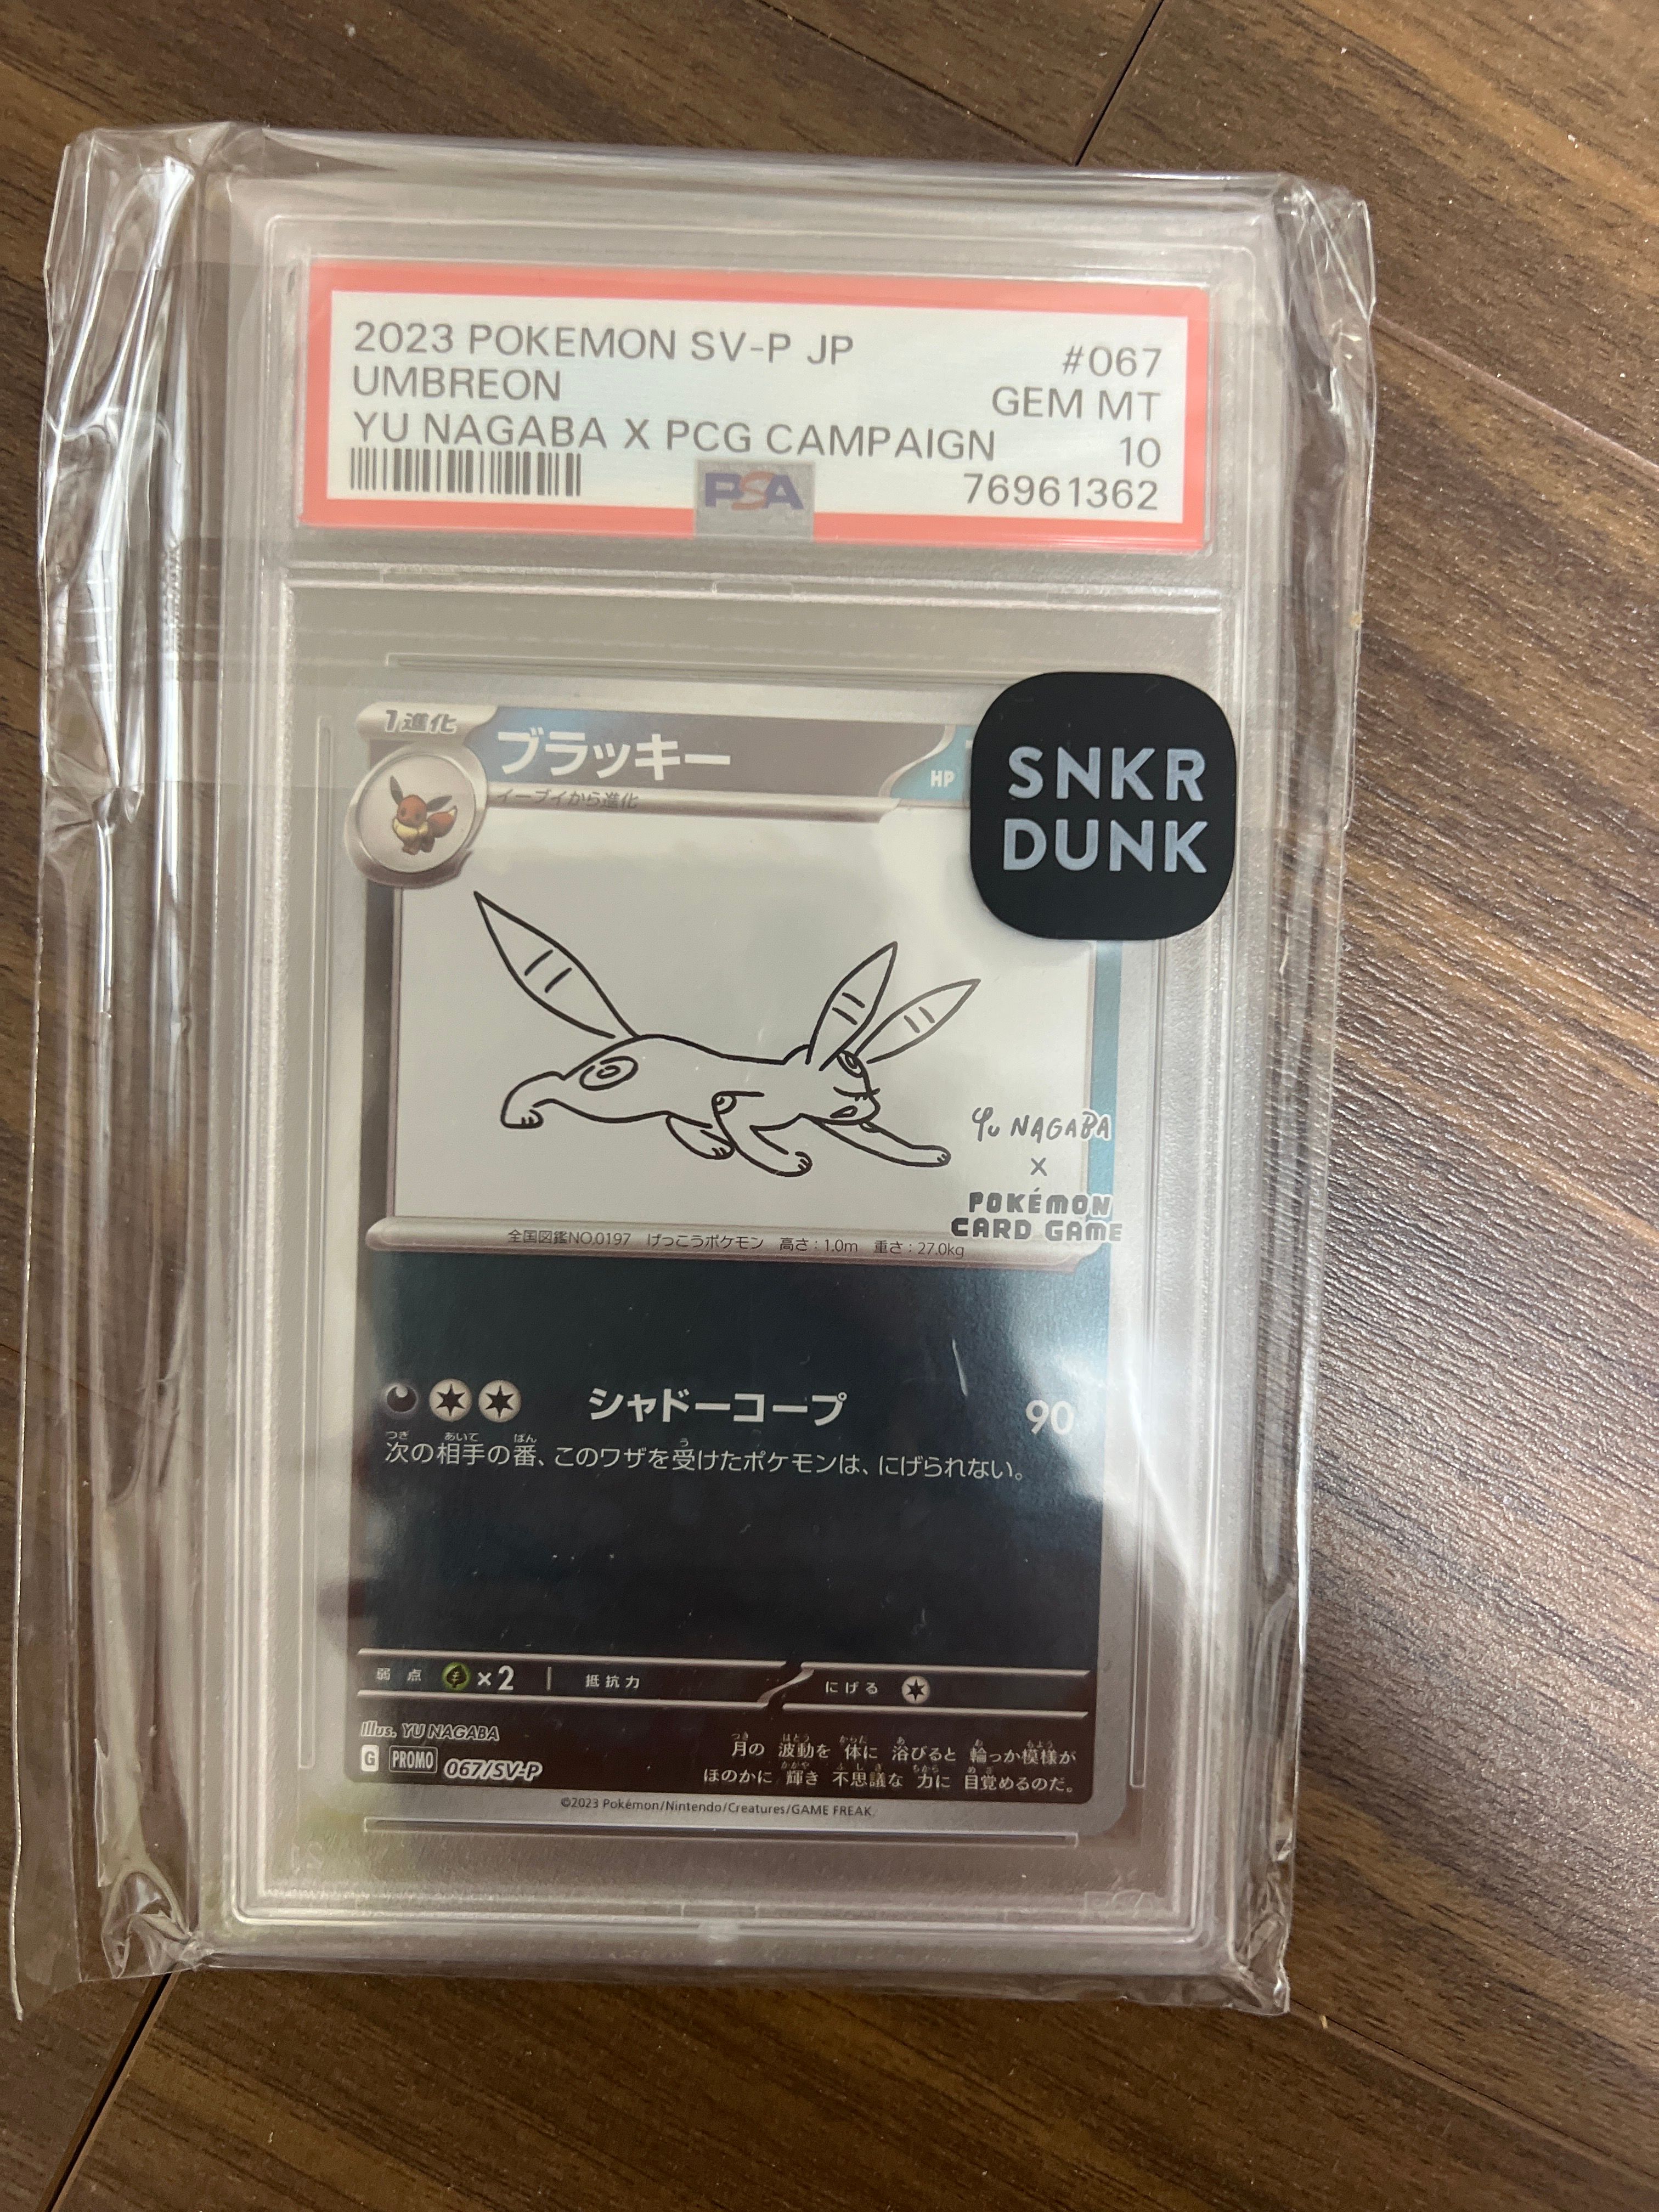 2023 POKEMON SV-P JP #067
UMBREON GEM MT
YU NAGABA X PCG CAMPAIGN 10
PSA 76961362
1進化
ブラッキー HP
イーブイから進化
SNKR
DUNK
Yu NAGABA
X
POKÉMON
CARD GAME
全国図鑑NO.0197 げっこうポケモン 高さ:1.0m 重さ:27.0kg
シャドーコープ 90
次の相手の番、このワザを受けたポケモンは、にげられない。
弱点 ×2 抵抗力 にげる
Illus. YU NAGABA
G PROMO 067/SV-P
月の 波動を 体に 浴びると 輪っか模様が
ほのかに 輝き 不思議な 力に 目覚めるのだ。
©2023 Pokémon/Nintendo/Creatures/GAME FREAK.